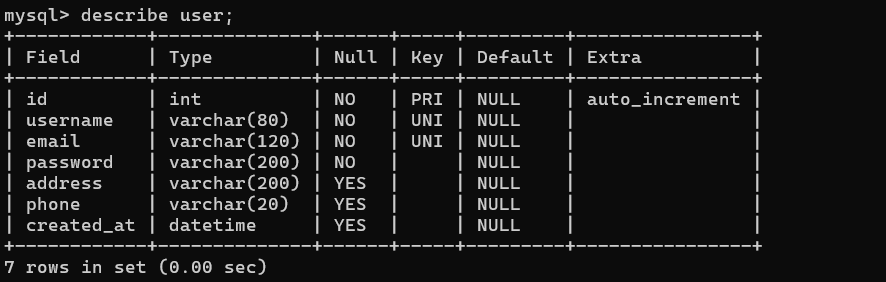 mysql> describe user;
+------------+--------------+------+-----+---------+----------------+
| Field      | Type         | Null | Key | Default | Extra          |
+------------+--------------+------+-----+---------+----------------+
| id         | int          | NO   | PRI | NULL    | auto_increment |
| username   | varchar(80)  | NO   | UNI | NULL    |                |
| email      | varchar(120) | NO   | UNI | NULL    |                |
| password   | varchar(200) | NO   |     | NULL    |                |
| address    | varchar(200) | YES  |     | NULL    |                |
| phone      | varchar(20)  | YES  |     | NULL    |                |
| created_at | datetime     | YES  |     | NULL    |                |
+------------+--------------+------+-----+---------+----------------+
7 rows in set (0.00 sec)